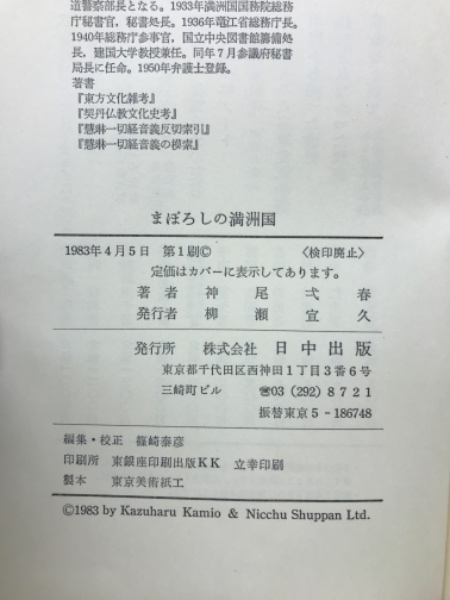 道警察部長となる。1933年満洲国国務院総務
庁秘書官，秘書処長。1936年竜江省総務庁長。
1940年総務庁参事官，国立中央図書館籌備処
長，建国大学教授兼任。同年7月参議府秘書
局長に任命。1950年弁護士登録。
著書
『東方文化雑考』
『契丹仏教文化史考』
『慧琳一切経音義反切索引』
『慧琳一切経音義の模索』
まぼろしの満洲国
1983年4月5日 第1刷© 〈検印廃止〉
定価はカバーに表示してあります。
著者 神尾弌春
発行者 柳瀬宣久
発行所 株式会社 日中出版
東京都千代田区西神田1丁目3番6号
三崎町ビル ☎03(292)8721
振替東京5-186748
編集・校正 篠崎泰彦
印刷所 東銀座印刷出版KK 立幸印刷
製本 東京美術紙工
©1983 by Kazuharu Kamio & Nicchu Shuppan Ltd.